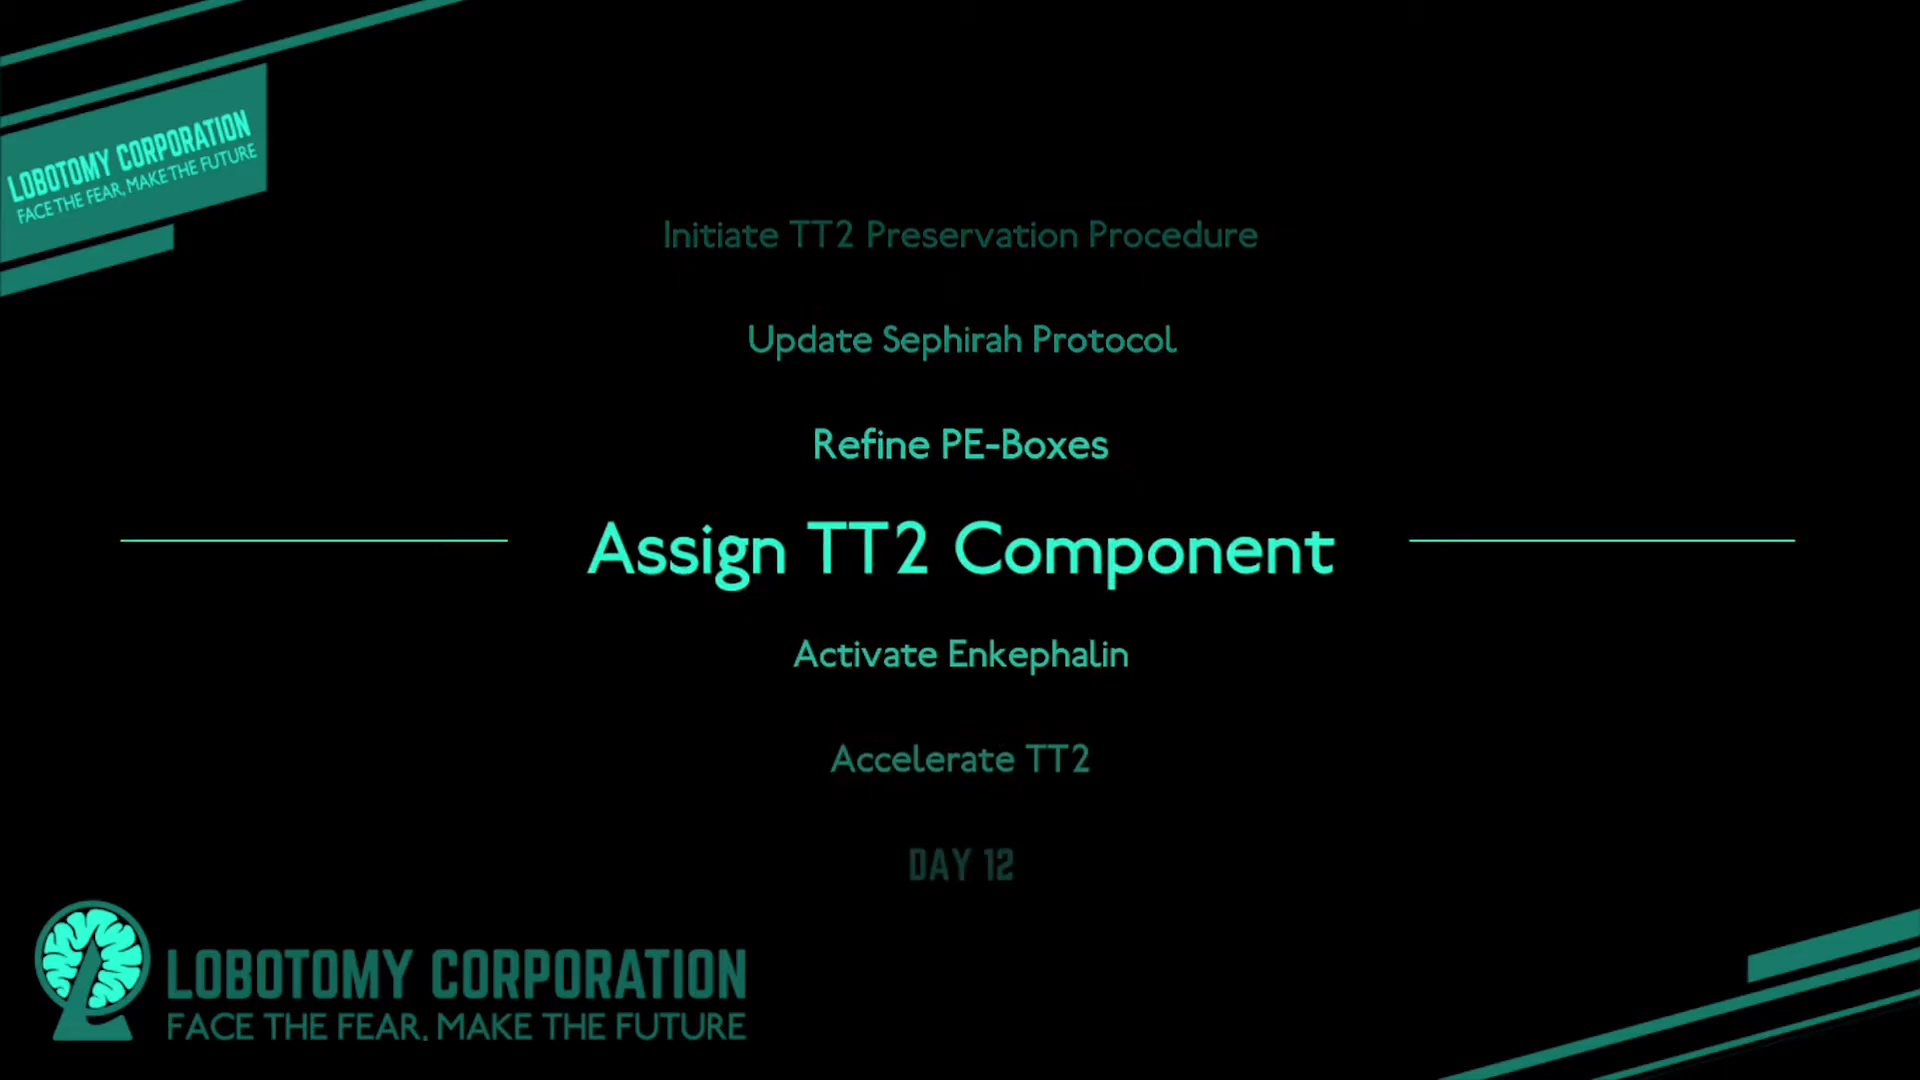 LOBOTOMY CORPORATION
FACE THE FEAR, MAKE THE FUTURE
Initiate TT2 Preservation Procedure
Update Sephirah Protocol
Refine PE-Boxes
Assign TT2 Component
Activate Enkephalin
Accelerate TT2
DAY 12
LOBOTOMY CORPORATION
FACE THE FEAR, MAKE THE FUTURE